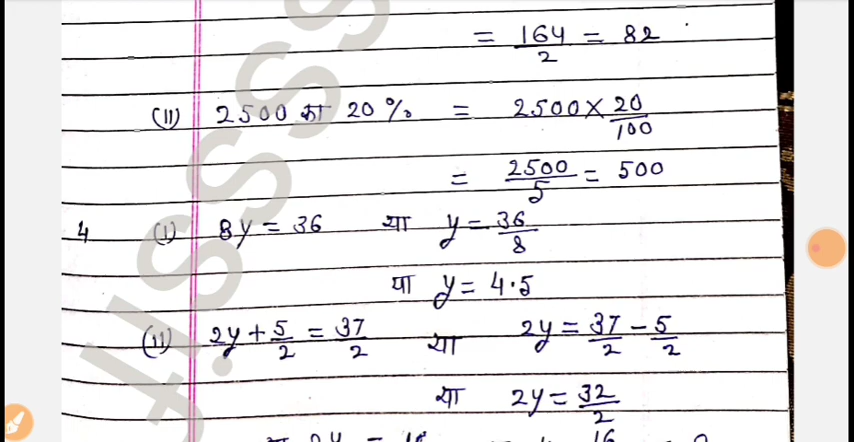 = 164/2 = 82
(II) 2500 का 20 % = 2500 × 20/100
= 2500/5 = 500
4 (I) 8y = 36 या y = 36/8
या y = 4.5
(II) 2y + 5/2 = 37/2 या 2y = 37/2 - 5/2
या 2y = 32/2